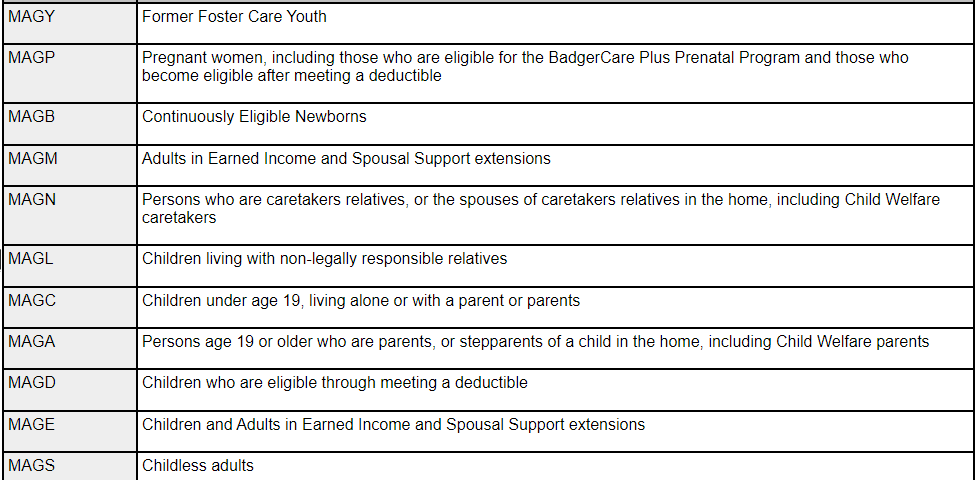 MAGY Former Foster Care Youth
MAGP Pregnant women, including those who are eligible for the BadgerCare Plus Prenatal Program and those who
become eligible after meeting a deductible
MAGB Continuously Eligible Newborns
MAGM Adults in Earned Income and Spousal Support extensions
MAGN Persons who are caretakers relatives, or the spouses of caretakers relatives in the home, including Child Welfare
caretakers
MAGL Children living with non-legally responsible relatives
MAGC Children under age 19, living alone or with a parent or parents
MAGA Persons age 19 or older who are parents, or stepparents of a child in the home, including Child Welfare parents
MAGD Children who are eligible through meeting a deductible
MAGE Children and Adults in Earned Income and Spousal Support extensions
MAGS Childless adults